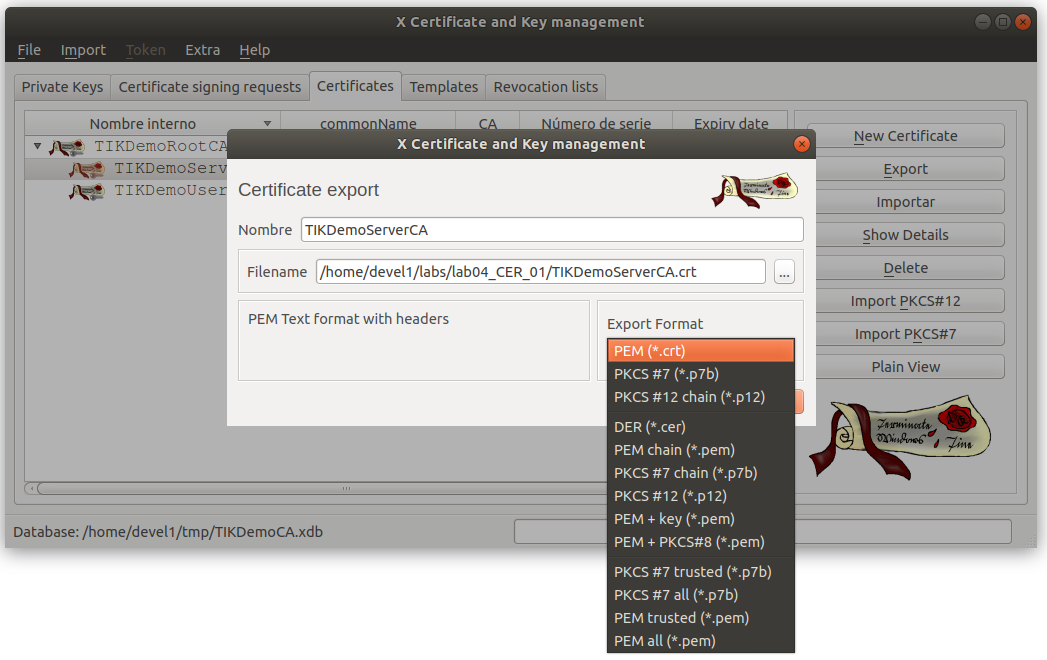 X Certificate and Key management
File Import Token Extra Help
Private Keys Certificate signing requests Certificates Templates Revocation lists
Nombre interno commonName CA Número de serie Expiry date
TIKDemoRootCA
TIKDemoServ
TIKDemoUser
X Certificate and Key management
Certificate export
Terminate
Windows Fine
Nombre TIKDemoServerCA
Filename /home/devel1/labs/lab04_CER_01/TIKDemoServerCA.crt ...
PEM Text format with headers
Export Format
PEM (*.crt)
PKCS #7 (*.p7b)
PKCS #12 chain (*.p12)
DER (*.cer)
PEM chain (*.pem)
PKCS #7 chain (*.p7b)
PKCS #12 (*.p12)
PEM + key (*.pem)
PEM + PKCS#8 (*.pem)
PKCS #7 trusted (*.p7b)
PKCS #7 all (*.p7b)
PEM trusted (*.pem)
PEM all (*.pem)
New Certificate
Export
Importar
Show Details
Delete
Import PKCS#12
Import PKCS#7
Plain View
Terminate
Windows Fine
Database: /home/devel1/tmp/TIKDemoCA.xdb